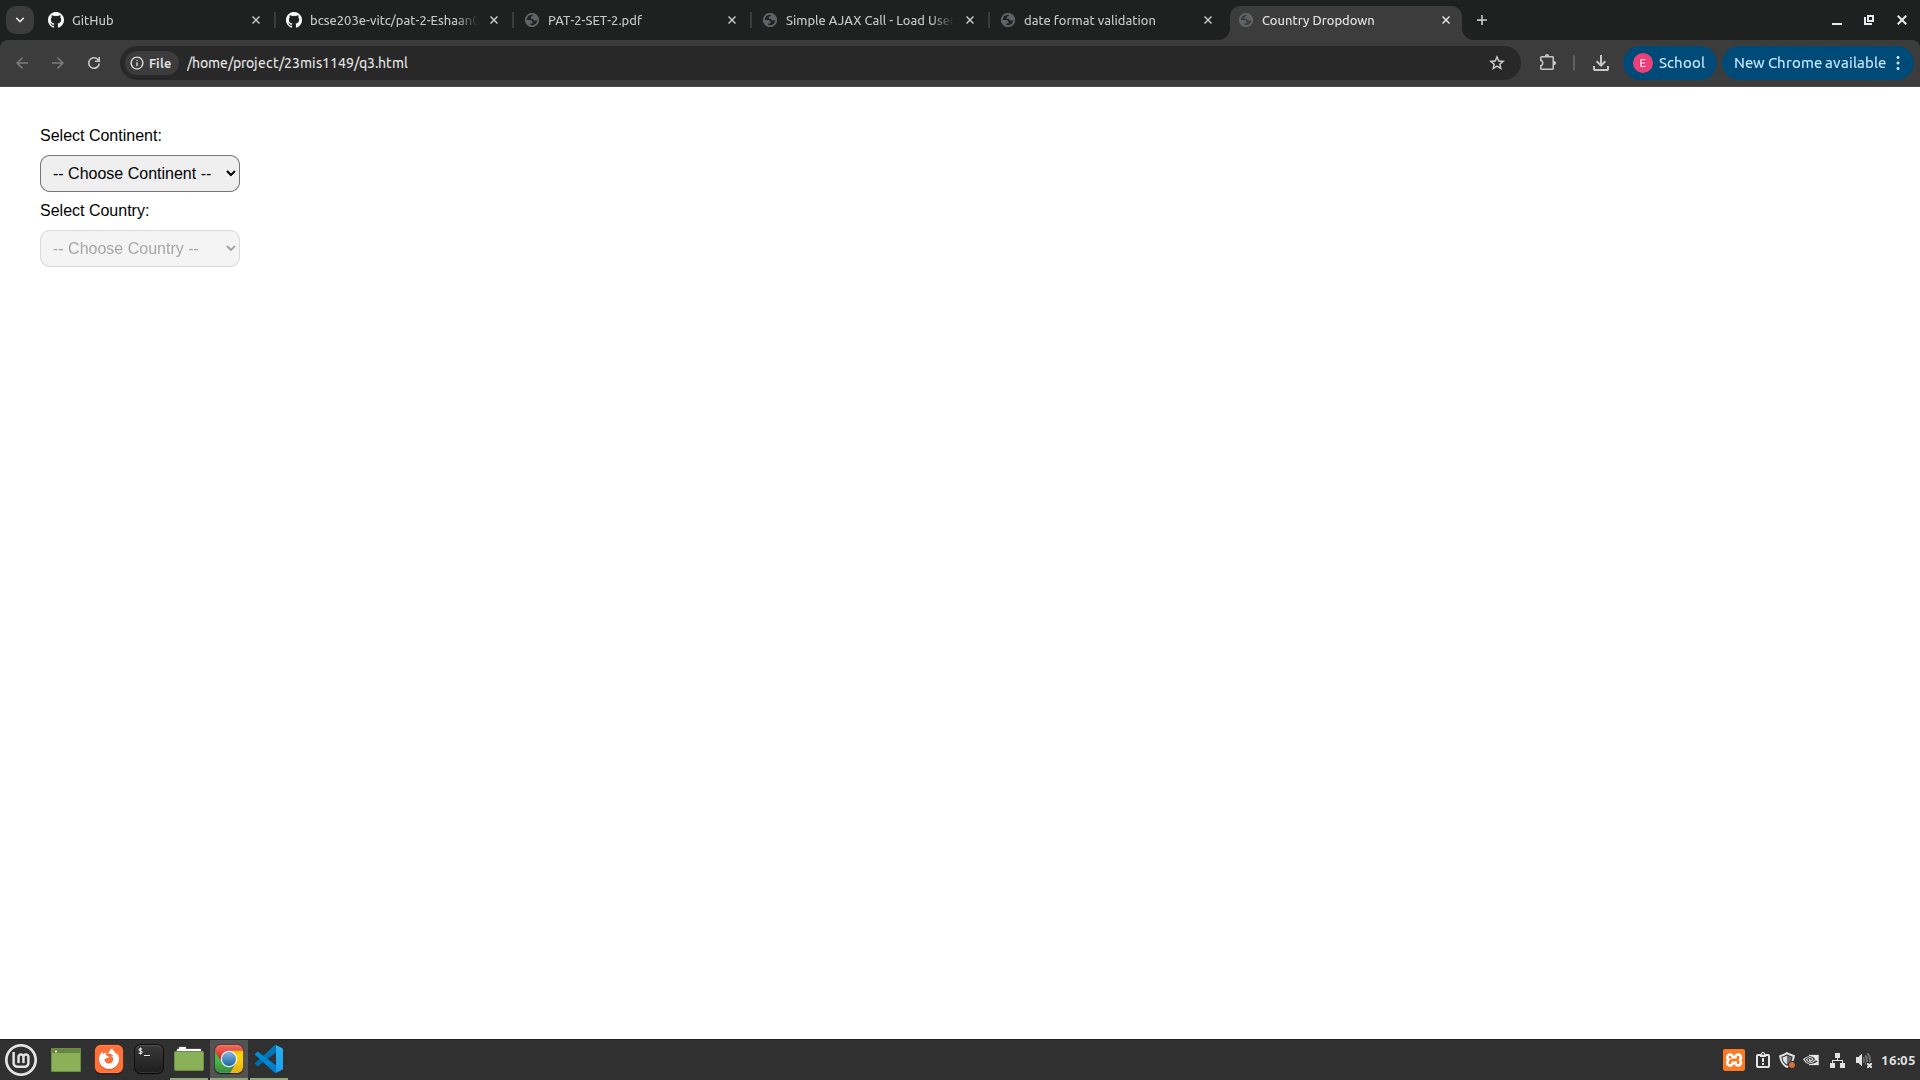 GitHub
bcse203e-vitc/pat-2-Eshaan
PAT-2-SET-2.pdf
Simple AJAX Call - Load Use
date format validation
Country Dropdown
File
/home/project/23mis1149/q3.html
E
School
New Chrome available
Select Continent:
-- Choose Continent --
Select Country:
-- Choose Country --
16:05